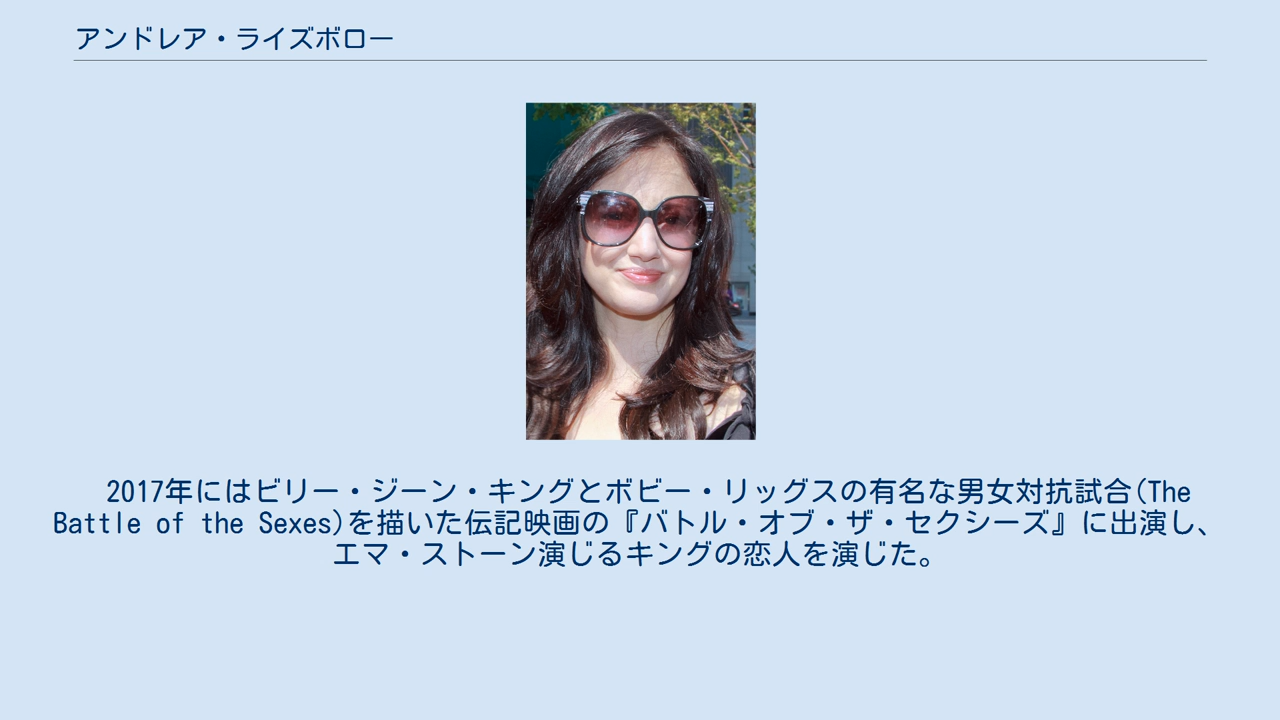 アンドレア・ライズボロー
2017年にはビリー・ジーン・キングとボビー・リッグスの有名な男女対抗試合(The
Battle of the Sexes)を描いた伝記映画の『バトル・オブ・ザ・セクシーズ』に出演し、
エマ・ストーン演じるキングの恋人を演じた。